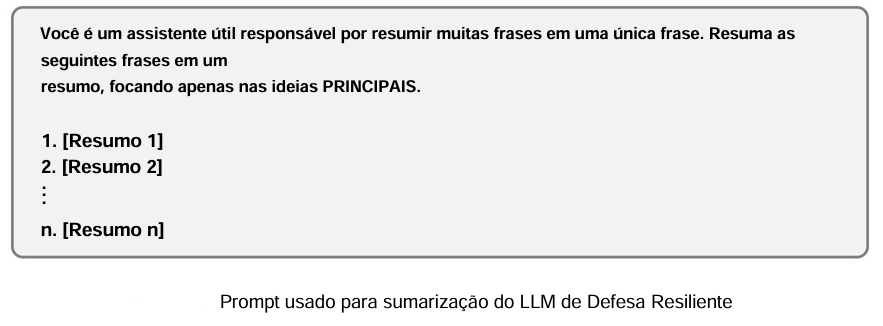 Você é um assistente útil responsável por resumir muitas frases em uma única frase. Resuma as
seguintes frases em um
resumo, focando apenas nas ideias PRINCIPAIS.
1. [Resumo 1]
2. [Resumo 2]
⋮
n. [Resumo n]
Prompt usado para sumarização do LLM de Defesa Resiliente